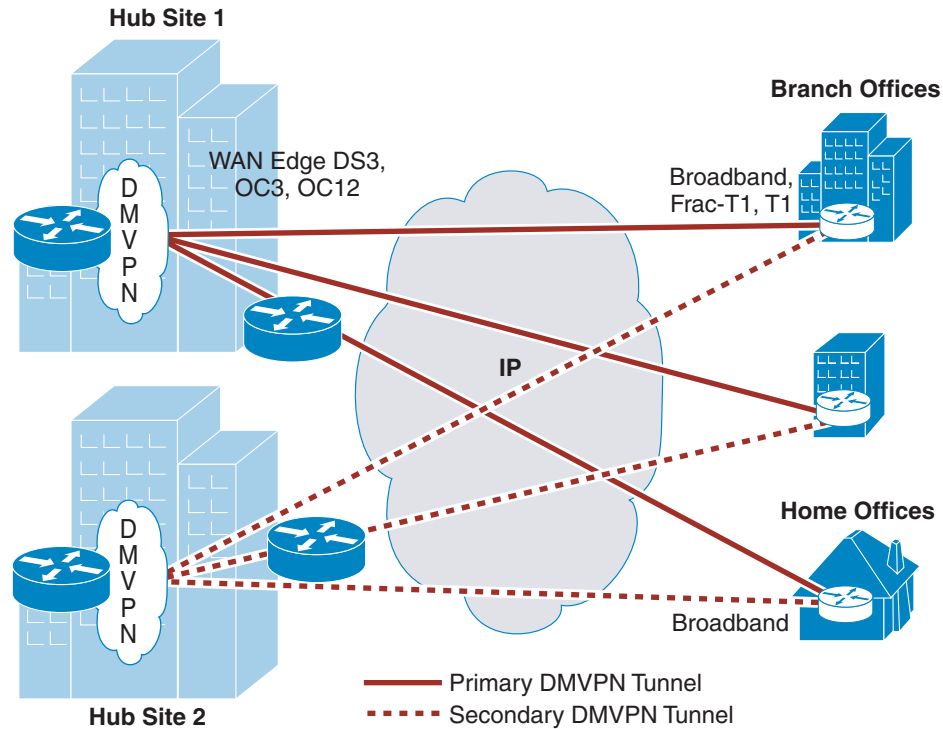 Hub Site 1
Branch Offices
WAN Edge DS3,
OC3, OC12
Broadband,
Frac-T1, T1
D
M
V
P
N
IP
Home Offices
D
M
V
P
N
Broadband
Primary DMVPN Tunnel
Hub Site 2
Secondary DMVPN Tunnel